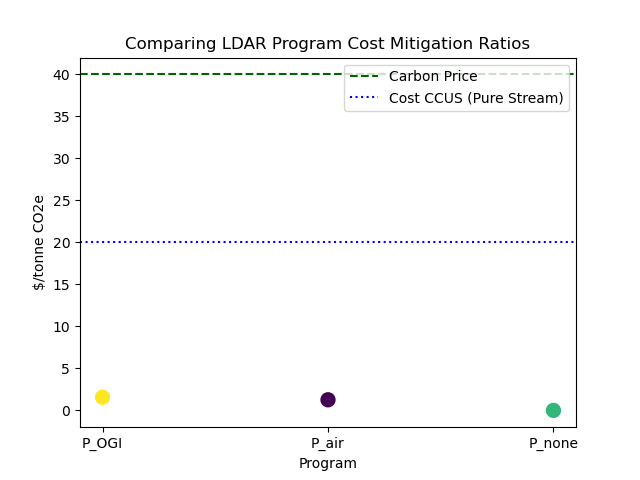 Comparing LDAR Program Cost Mitigation Ratios
40
35
30
25
20
15
10
5
0
$/tonne CO2e
Carbon Price
Cost CCUS (Pure Stream)
P_OGI
P_air
P_none
Program